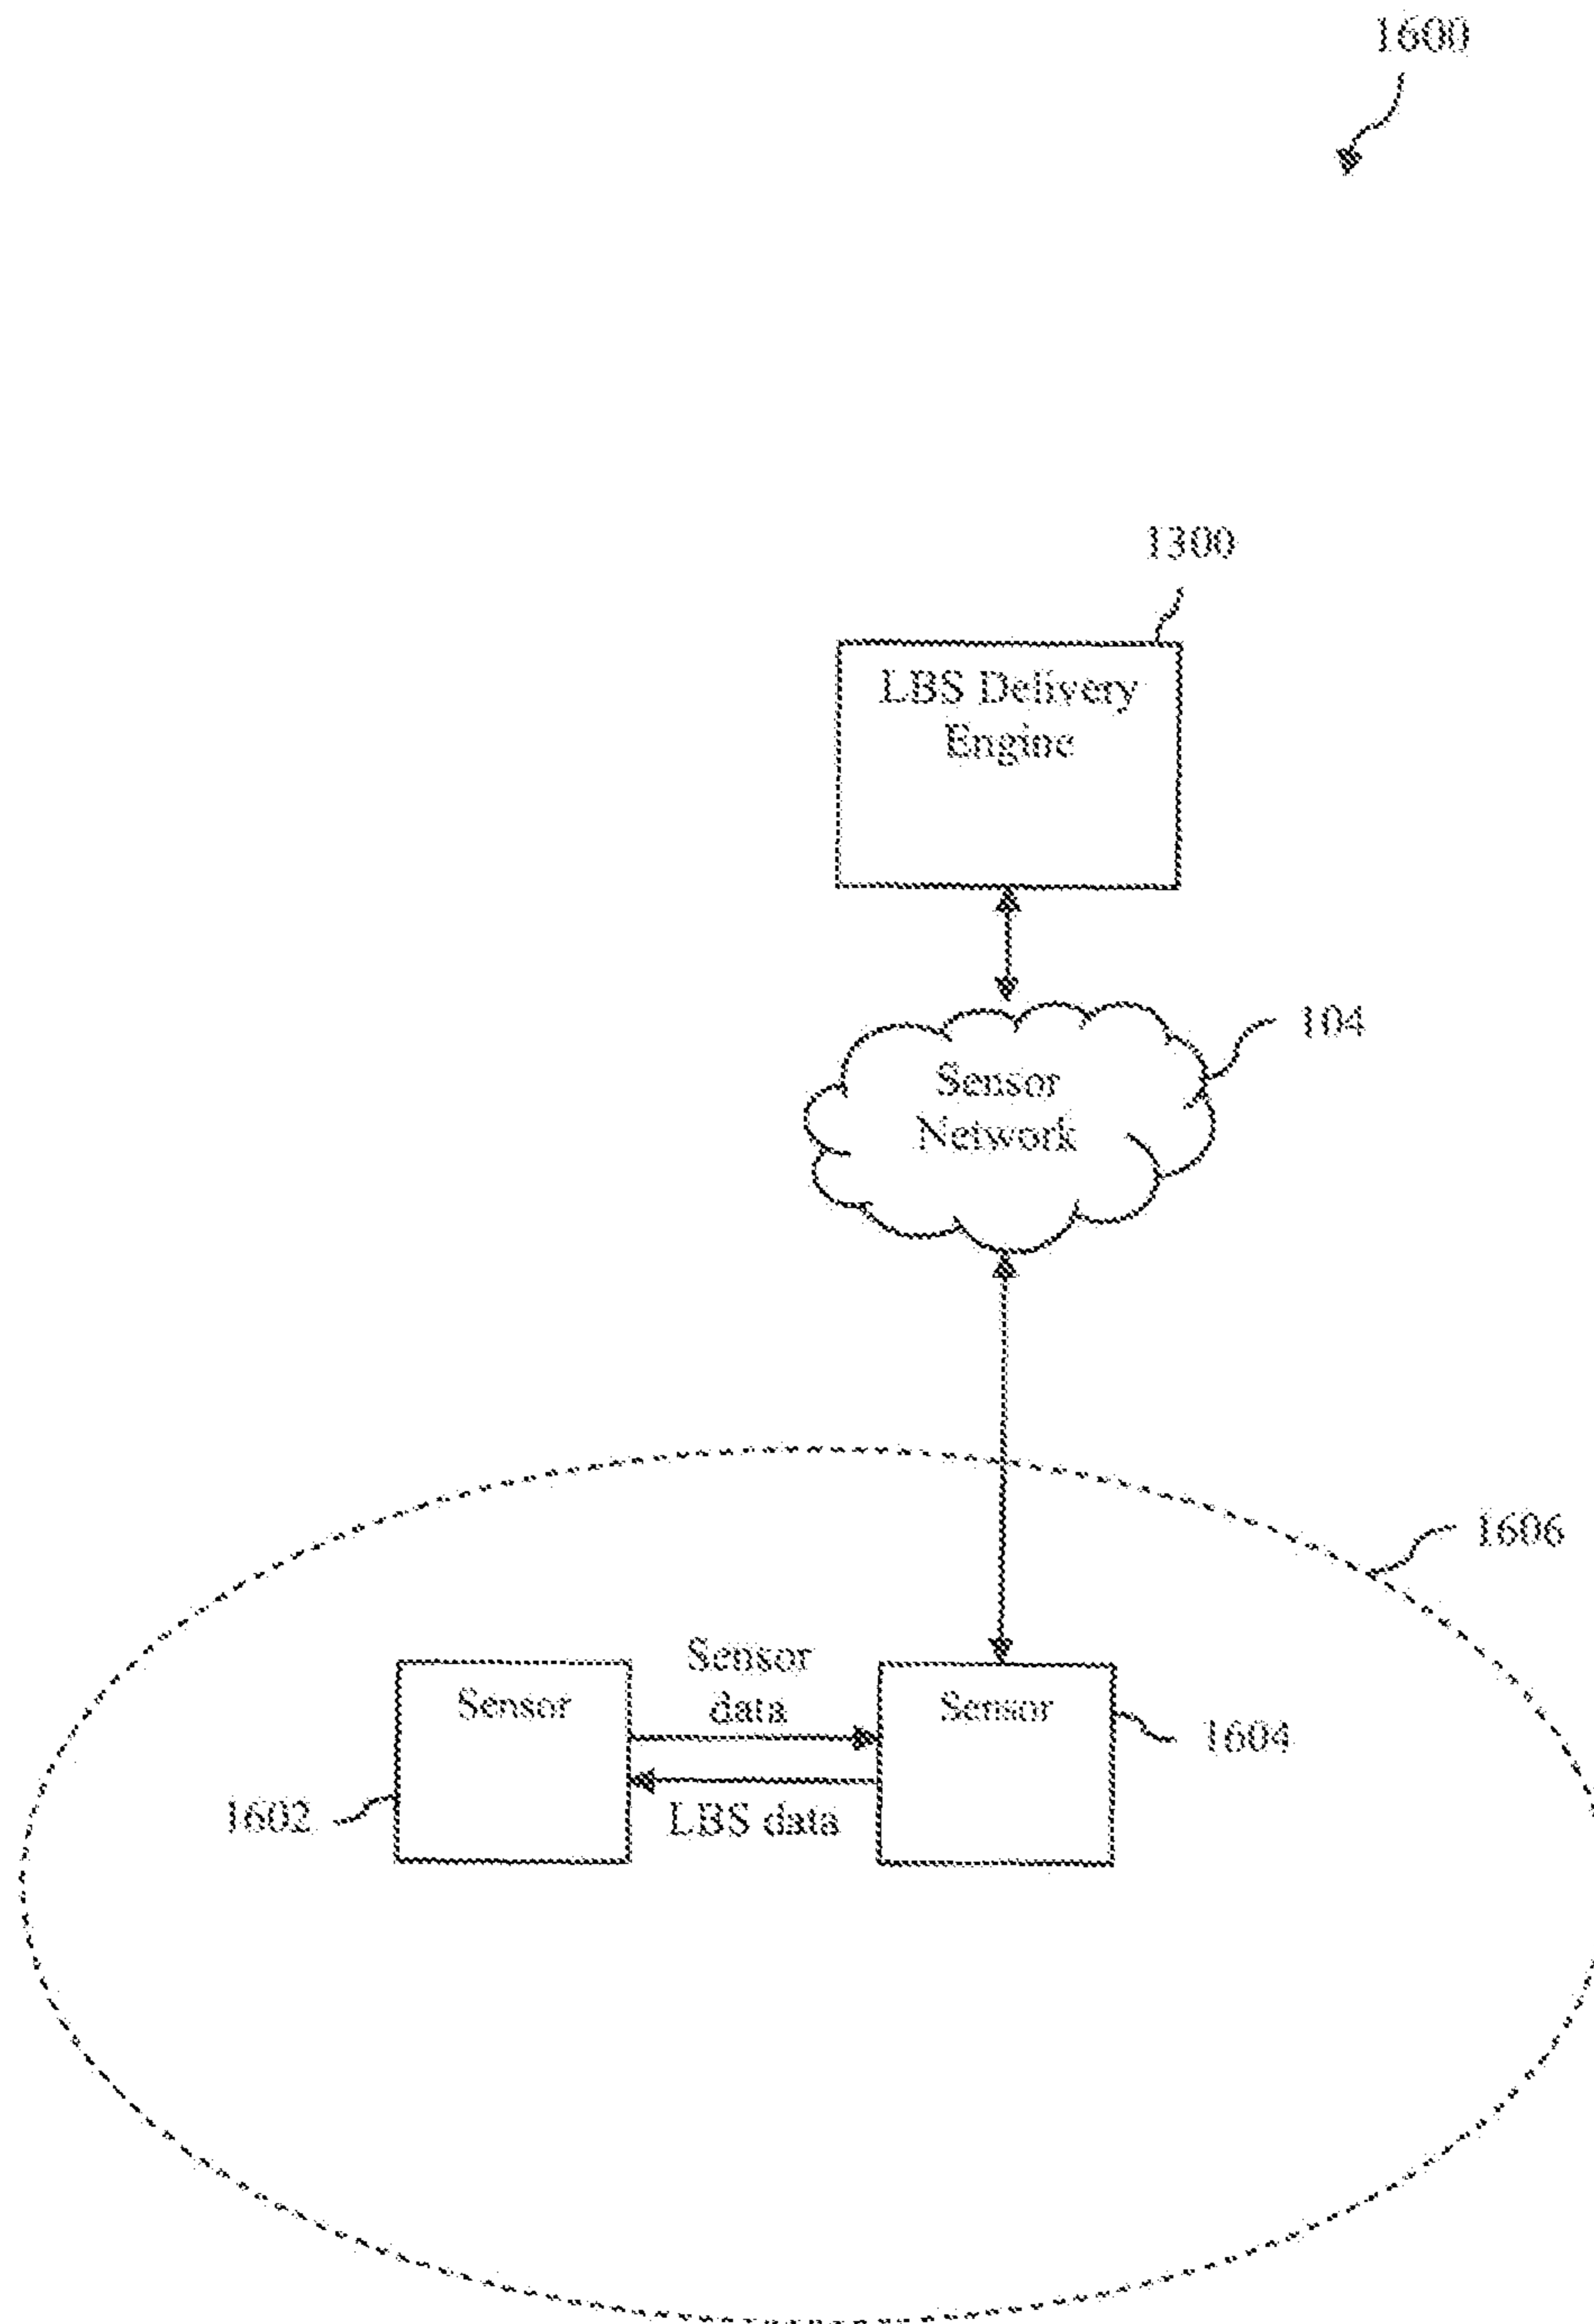 1600
1300
LBS Delivery
Engine
104
Sensor
Network
1606
Sensor
data
Sensor
Sensor
1604
1602
LBS data